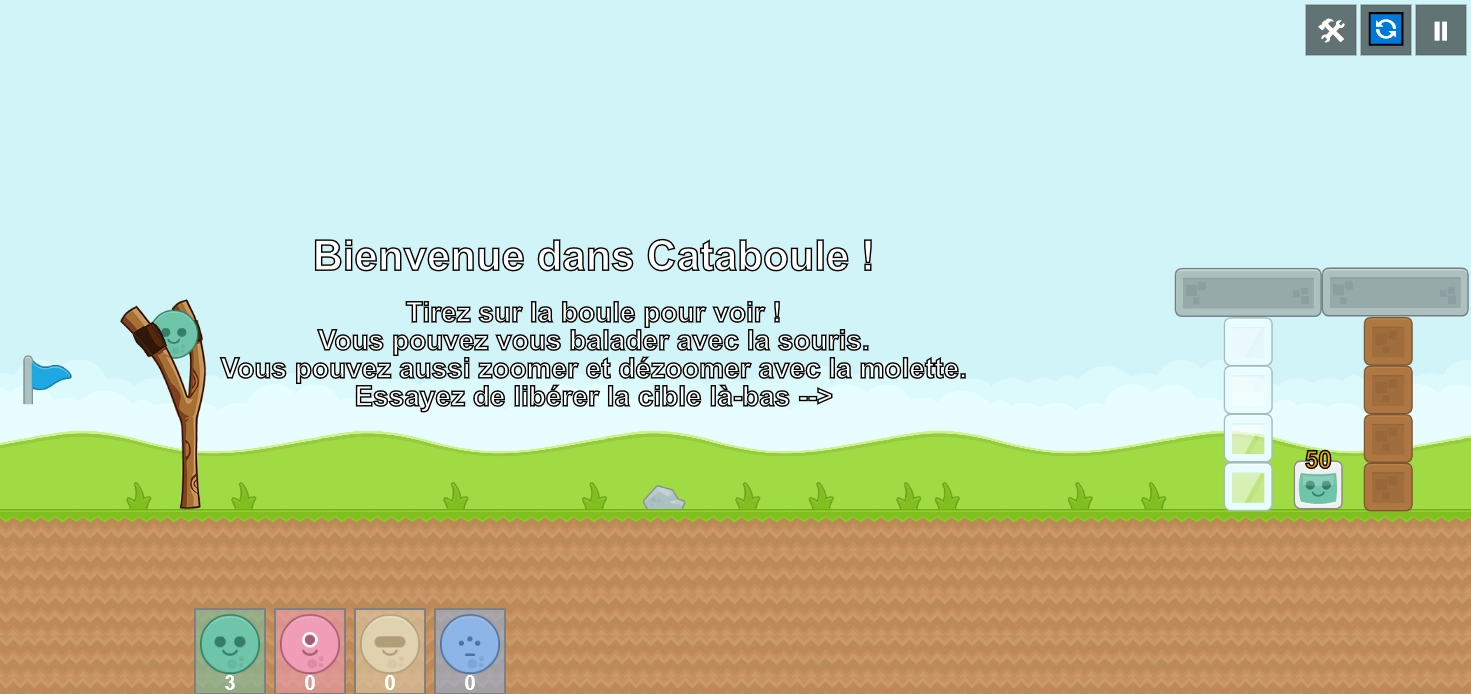 Bienvenue dans Cataboule !
Tirez sur la boule pour voir !
Vous pouvez vous balader avec la souris.
Vous pouvez aussi zoomer et dézoomer avec la molette.
Essayez de libérer la cible là-bas -->
50
3
0
0
0